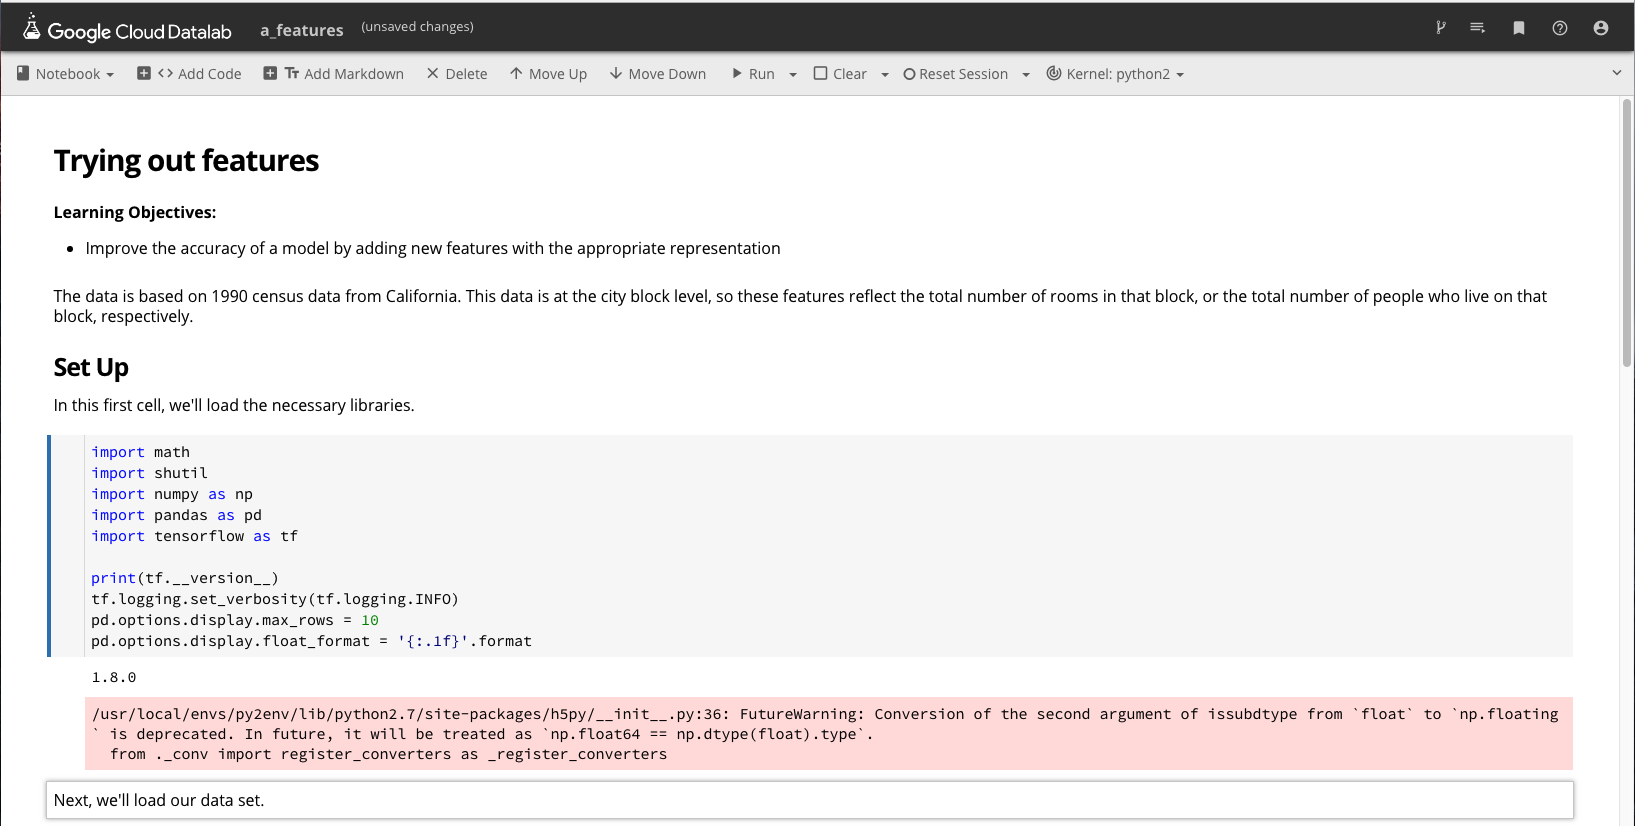 Google Cloud Datalab a_features (unsaved changes)
Notebook Add Code Tт Add Markdown Delete Move Up Move Down Run Clear Reset Session Kernel: python2
Trying out features
Learning Objectives:
• Improve the accuracy of a model by adding new features with the appropriate representation
The data is based on 1990 census data from California. This data is at the city block level, so these features reflect the total number of rooms in that block, or the total number of people who live on that
block, respectively.
Set Up
In this first cell, we'll load the necessary libraries.
import math
import shutil
import numpy as np
import pandas as pd
import tensorflow as tf
print(tf.__version__)
tf.logging.set_verbosity(tf.logging.INFO)
pd.options.display.max_rows = 10
pd.options.display.float_format = '{:.1f}'.format
1.8.0
/usr/local/envs/py2env/lib/python2.7/site-packages/h5py/__init__.py:36: FutureWarning: Conversion of the second argument of issubdtype from `float` to `np.floating
` is deprecated. In future, it will be treated as `np.float64 == np.dtype(float).type`.
from ._conv import register_converters as _register_converters
Next, we'll load our data set.